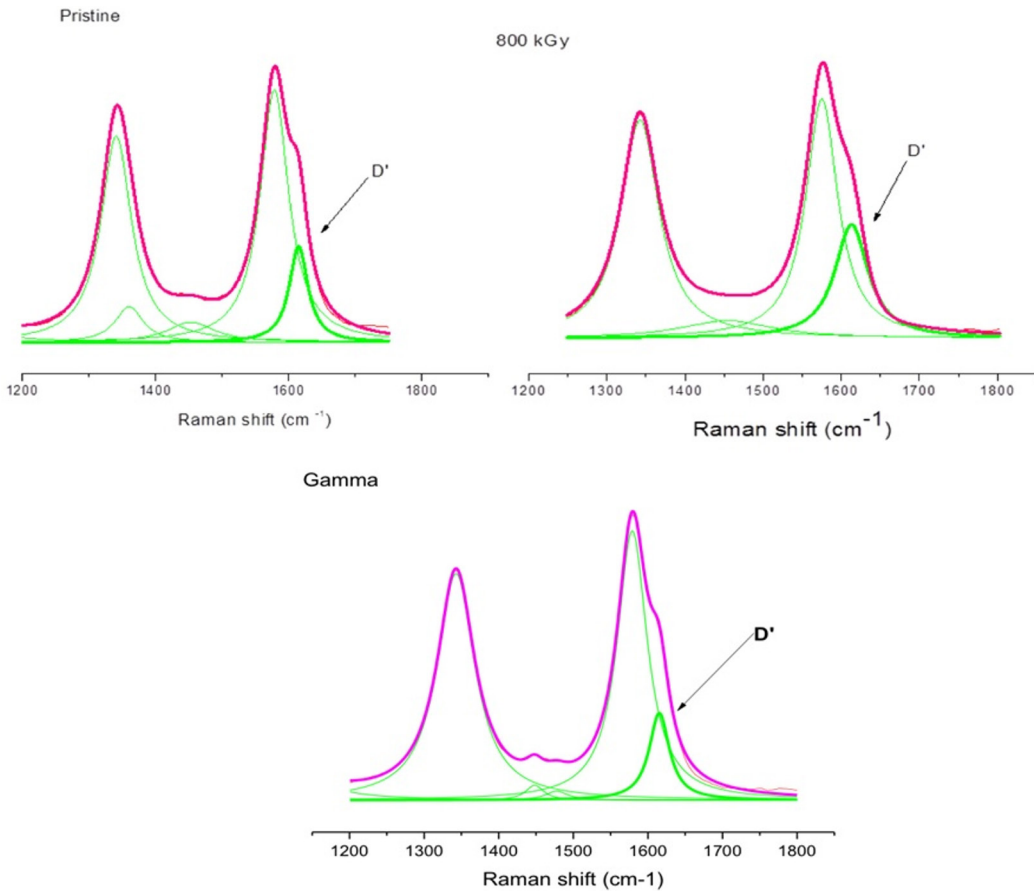 Pristine
800 kGy
D'
D'
1200 1400 1600 1800
1200 1300 1400 1500 1600 1700 1800
Raman shift (cm -1)
Raman shift (cm-1)
Gamma
D'
1200 1300 1400 1500 1600 1700 1800
Raman shift (cm-1)